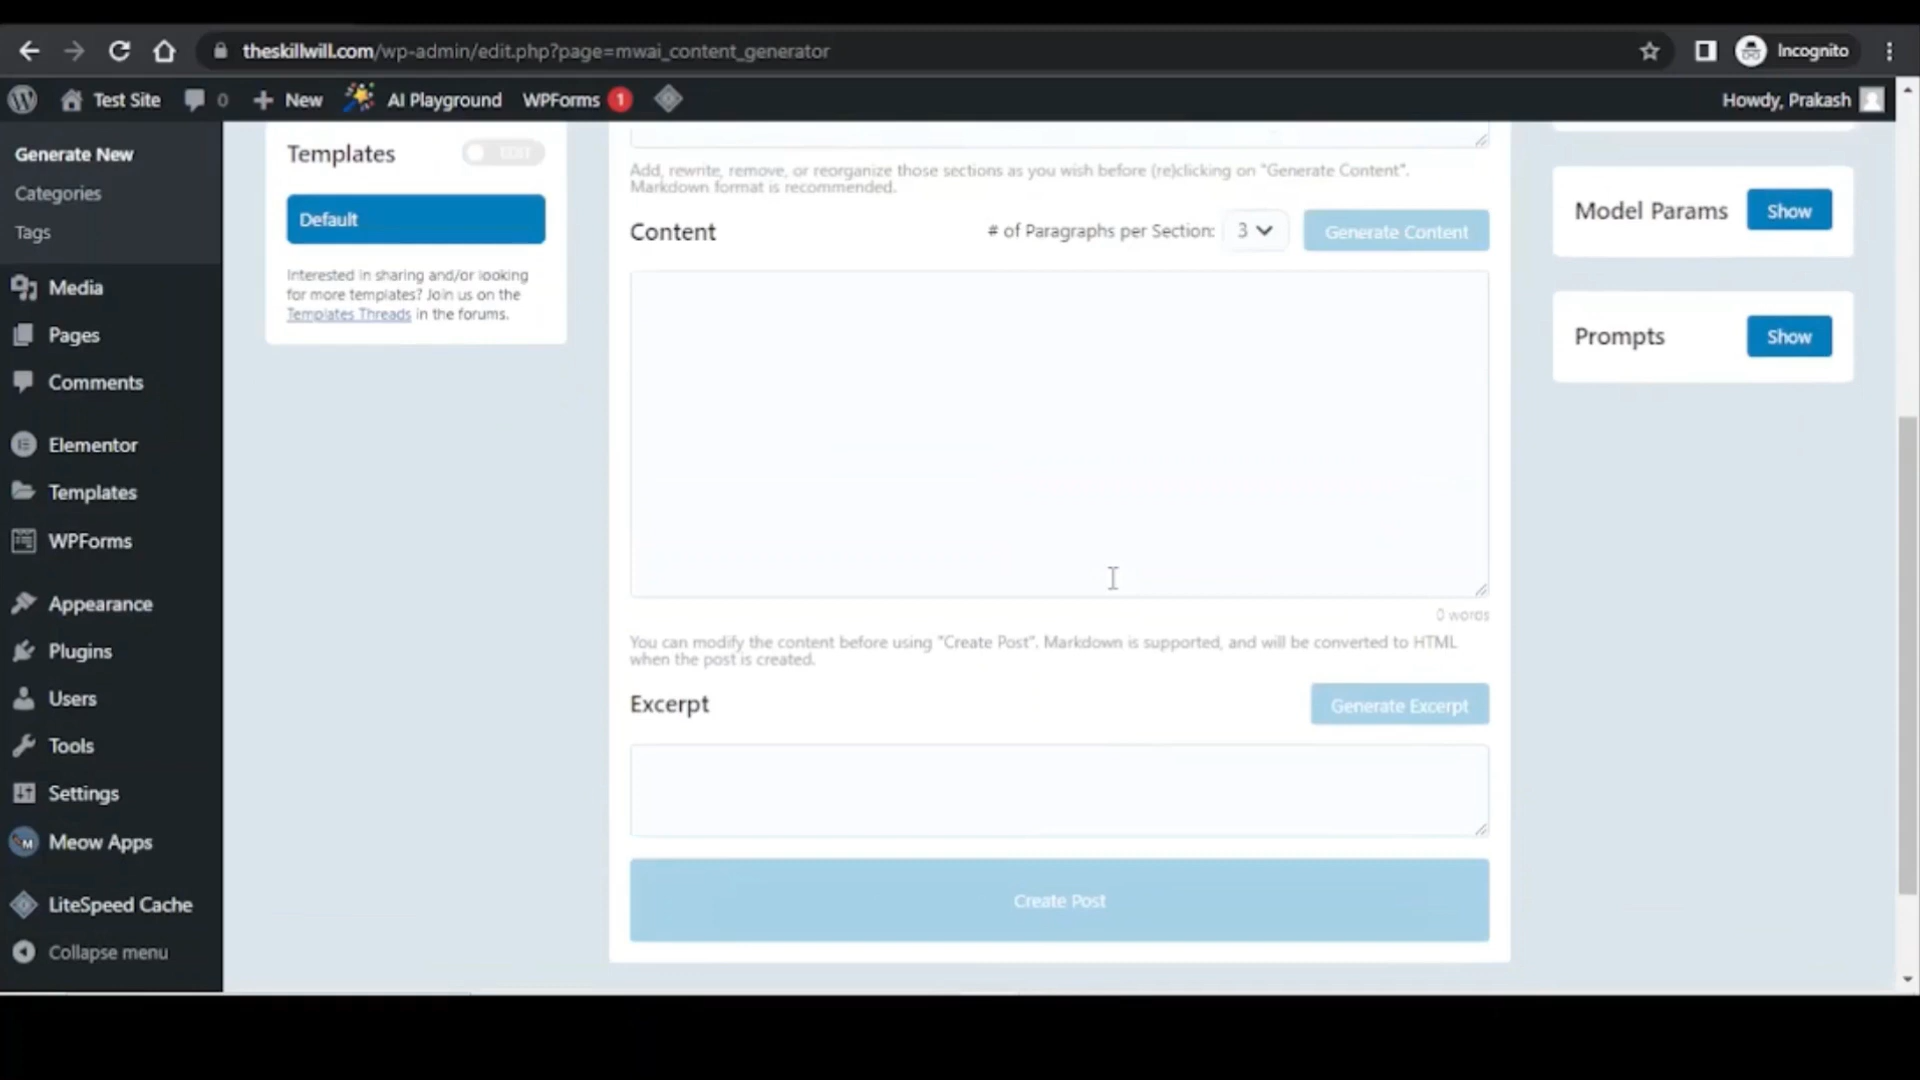 theskillwill.com/wp-admin/edit.php?page=mwai_content_generator
Incognito
Test Site
0
New
AI Playground
WPForms
1
Howdy, Prakash
Generate New
Categories
Tags
Media
Pages
Comments
Elementor
Templates
WPForms
Appearance
Plugins
Users
Tools
Settings
M
Meow Apps
LiteSpeed Cache
Collapse menu
Templates
EDIT
Default
Interested in sharing and/or looking
for more templates? Join us on the
Templates Threads in the forums.
Add, rewrite, remove, or reorganize those sections as you wish before (re)clicking on "Generate Content".
Markdown format is recommended.
Content
# of Paragraphs per Section:
3
Generate Content
0 words
You can modify the content before using "Create Post". Markdown is supported, and will be converted to HTML
when the post is created.
Excerpt
Generate Excerpt
Create Post
Model Params
Show
Prompts
Show